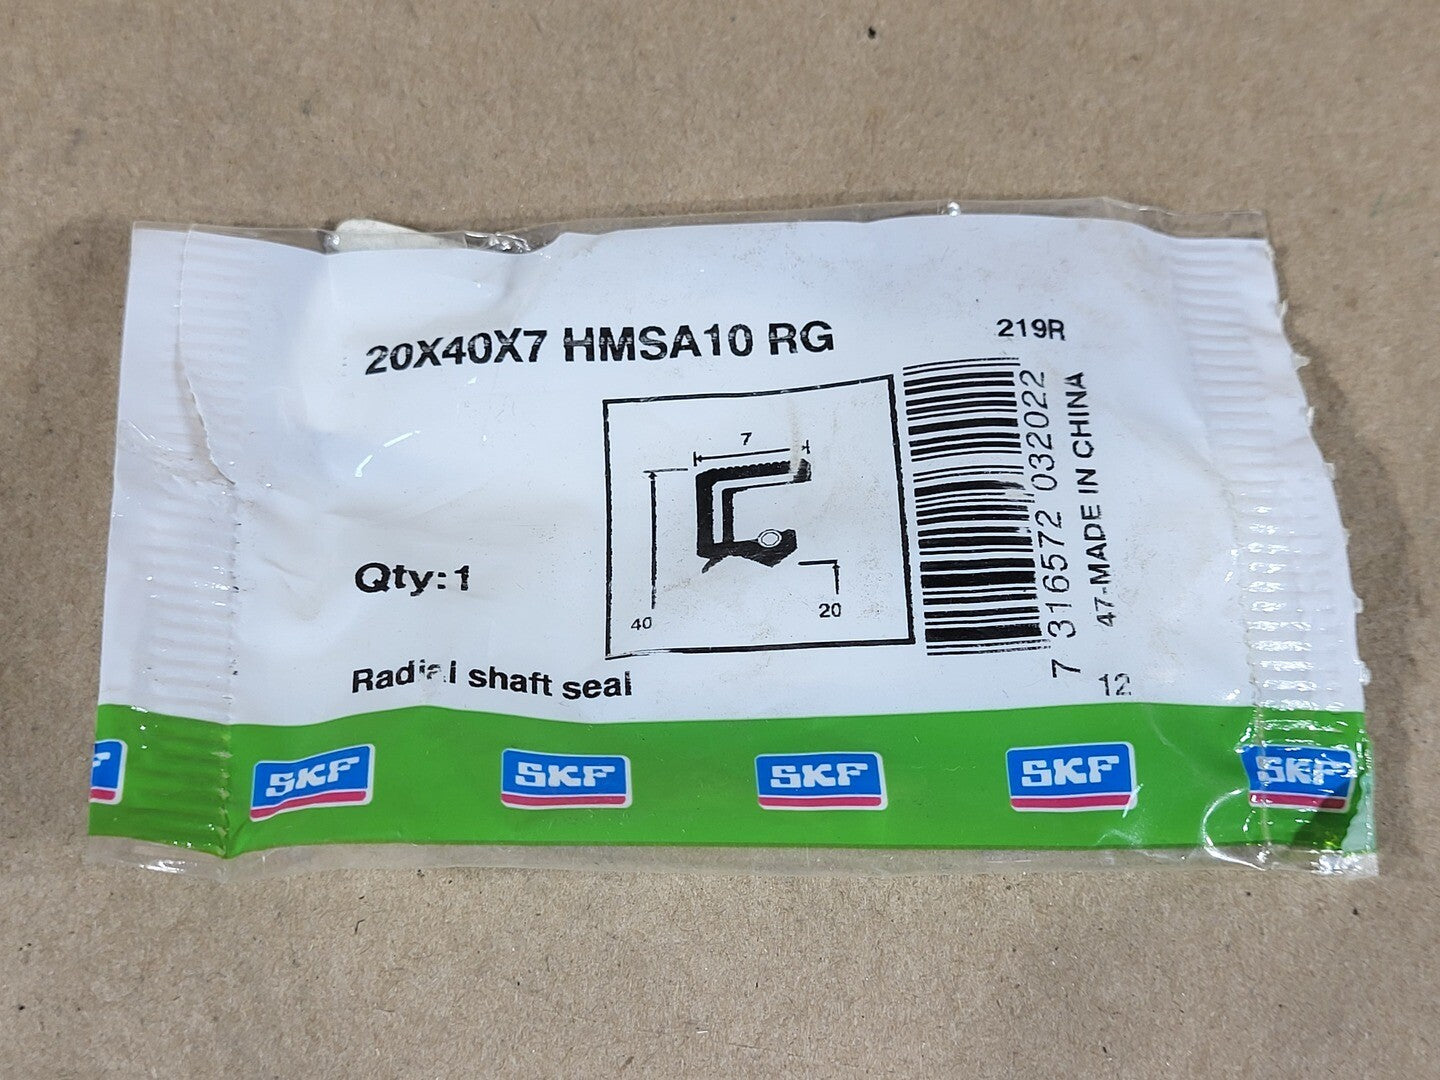 20X40X7 HMSA10 RG
219R
7
40
20
Qty:1
Radial shaft seal
7 316572 032022
47-MADE IN CHINA
12
F
SKF
SKF
SKF
SKF
SKF